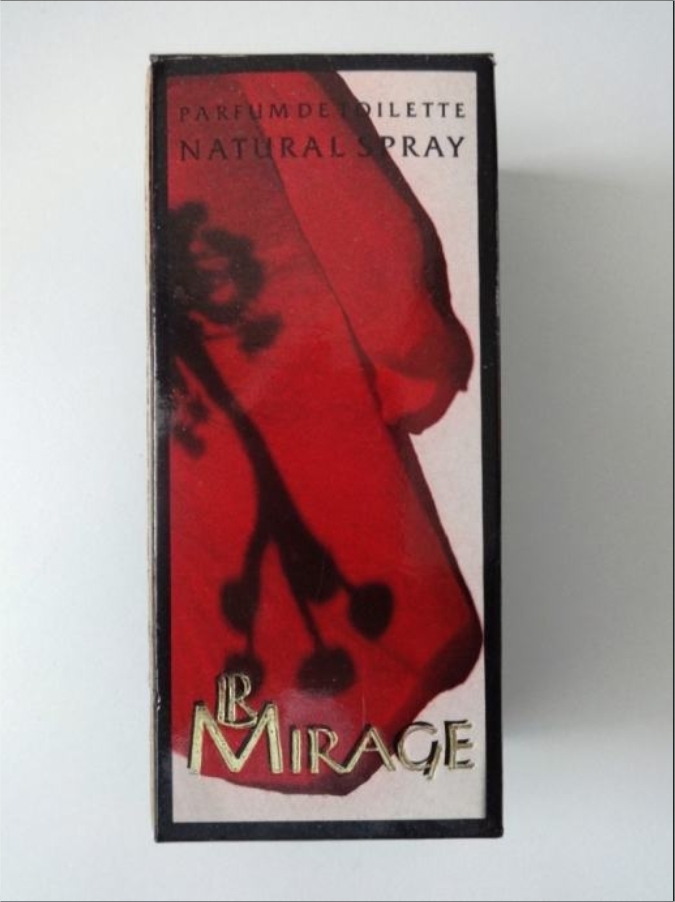 PARFUM DE TOILETTE
NATURAL SPRAY
LR
MIRAGE